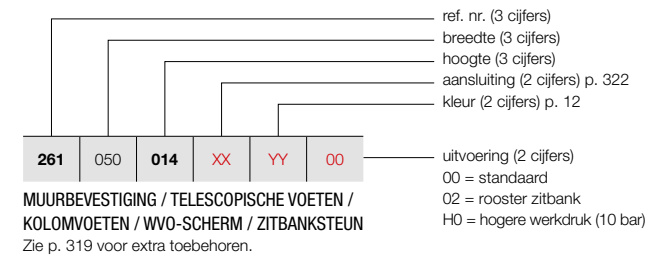 ref. nr. (3 cijfers)
breedte (3 cijfers)
hoogte (3 cijfers)
aansluiting (2 cijfers) p. 322
kleur (2 cijfers) p. 12
261 050 014 XX YY 00
uitvoering (2 cijfers)
00 = standaard
02 = rooster zitbank
H0 = hogere werkdruk (10 bar)
MUURBEVESTIGING / TELESCOPISCHE VOETEN /
KOLOMVOETEN / WVO-SCHERM / ZITBANKSTEUN
Zie p. 319 voor extra toebehoren.